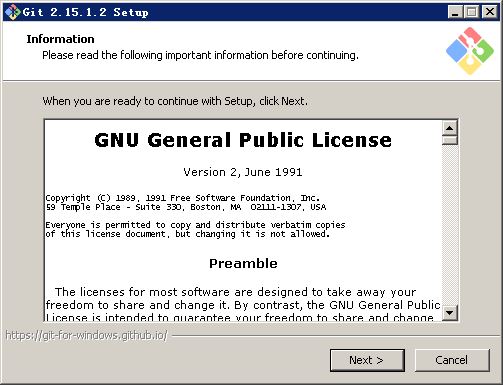 Git 2.15.1.2 Setup
Information
Please read the following important information before continuing.
When you are ready to continue with Setup, click Next.
GNU General Public License
Version 2, June 1991
Copyright (C) 1989, 1991 Free Software Foundation, Inc.
59 Temple Place - Suite 330, Boston, MA  02111-1307, USA
Everyone is permitted to copy and distribute verbatim copies
of this license document, but changing it is not allowed.
Preamble
The licenses for most software are designed to take away your
freedom to share and change it. By contrast, the GNU General Public
License is intended to guarantee your freedom to share and change
https://git-for-windows.github.io/
Next >
Cancel